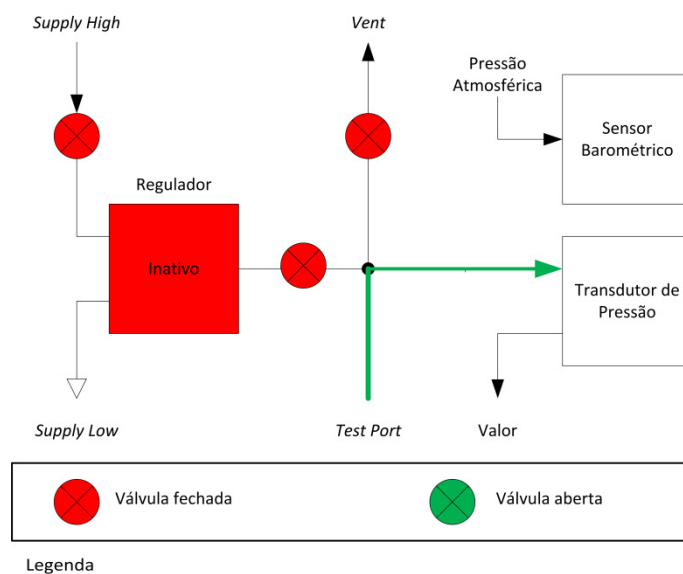 Supply High
Vent
Pressão
Atmosférica
Sensor
Barométrico
Regulador
Inativo
Transdutor de
Pressão
Supply Low
Test Port
Valor
Válvula fechada
Válvula aberta
Legenda